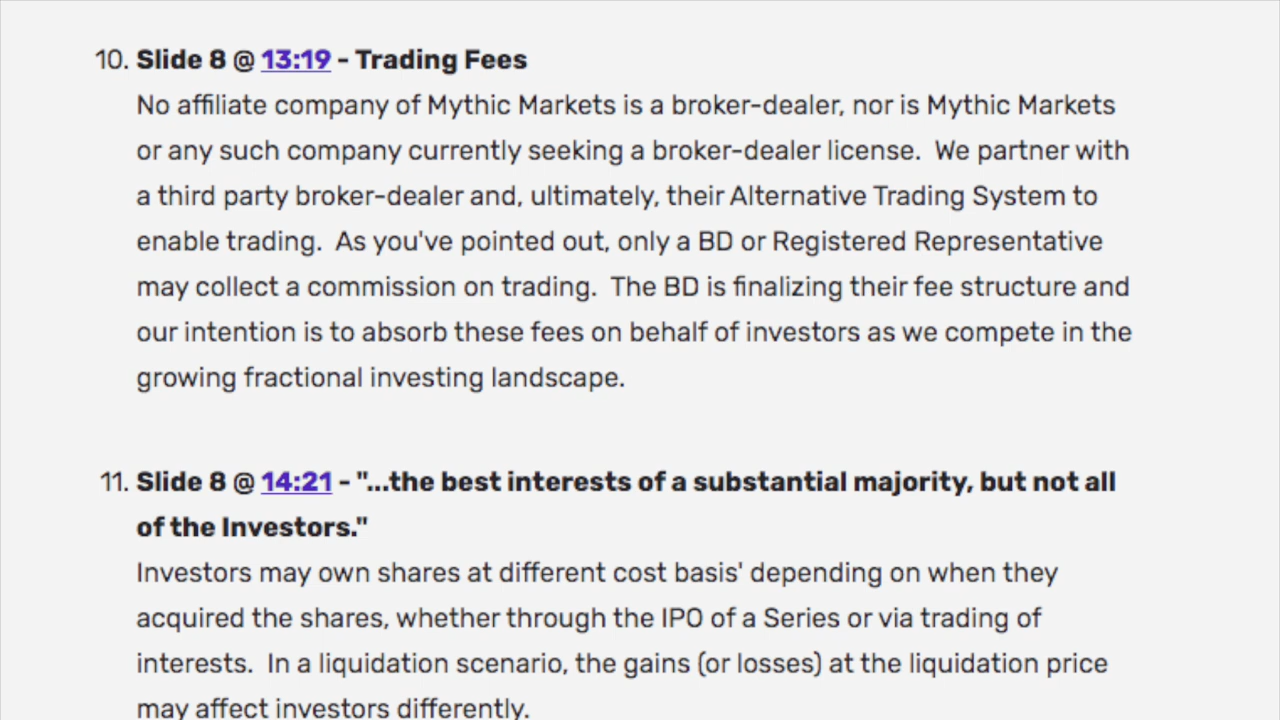 10. Slide 8 @ 13:19 - Trading Fees
No affiliate company of Mythic Markets is a broker-dealer, nor is Mythic Markets
or any such company currently seeking a broker-dealer license.  We partner with
a third party broker-dealer and, ultimately, their Alternative Trading System to
enable trading.  As you've pointed out, only a BD or Registered Representative
may collect a commission on trading.  The BD is finalizing their fee structure and
our intention is to absorb these fees on behalf of investors as we compete in the
growing fractional investing landscape.
11. Slide 8 @ 14:21 - "...the best interests of a substantial majority, but not all
of the Investors."
Investors may own shares at different cost basis' depending on when they
acquired the shares, whether through the IPO of a Series or via trading of
interests.  In a liquidation scenario, the gains (or losses) at the liquidation price
may affect investors differently.